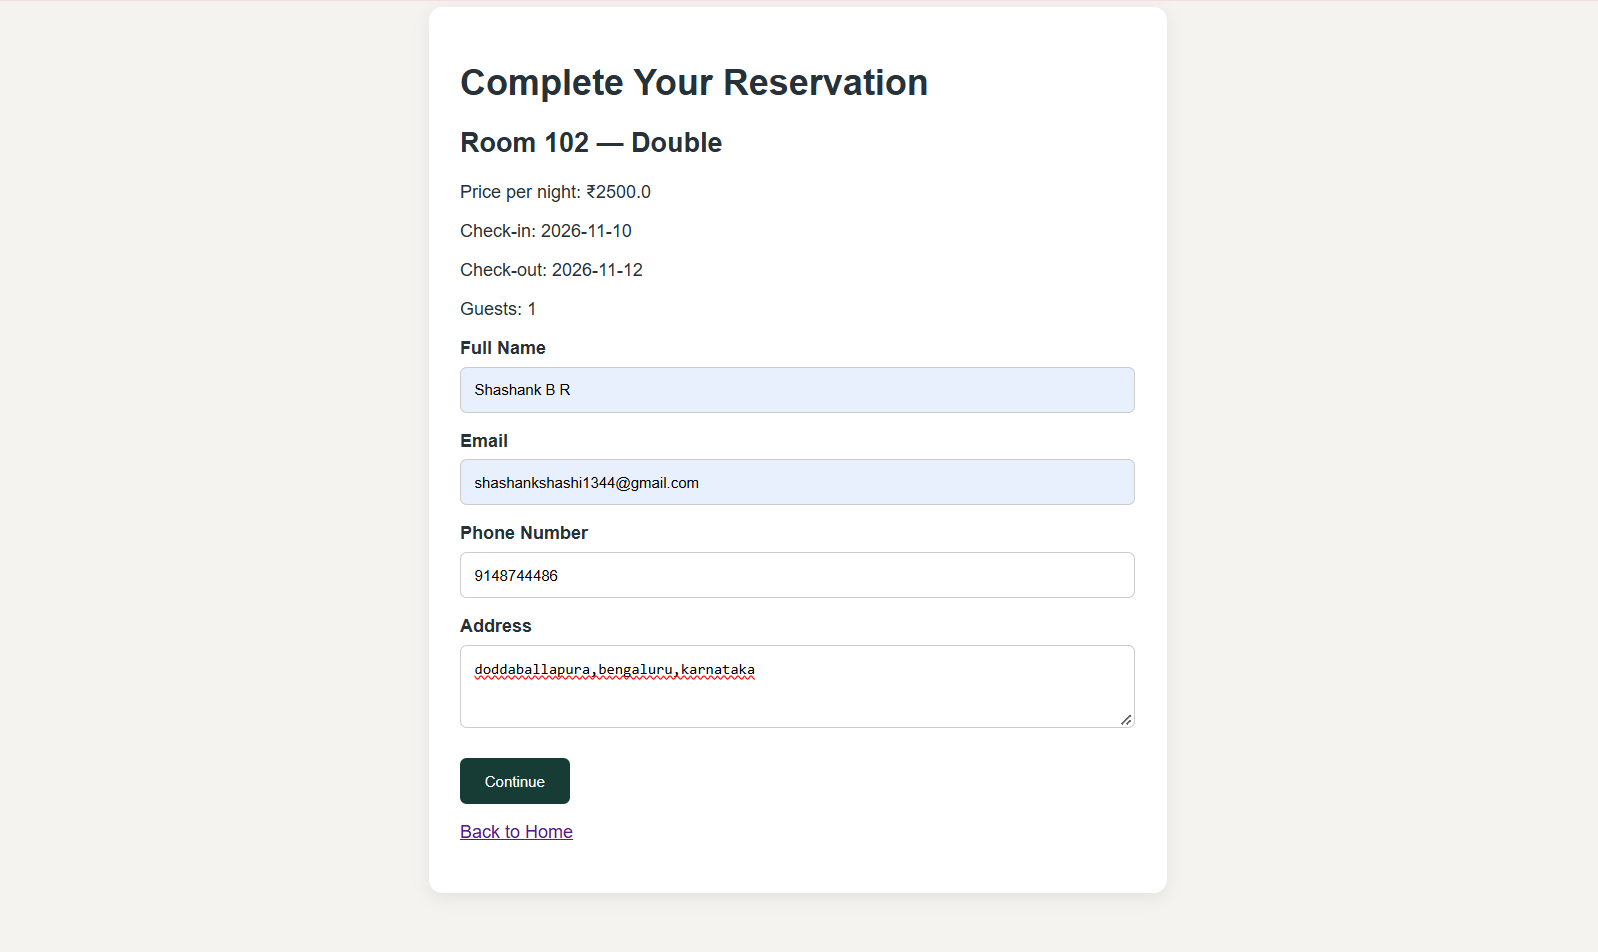 Complete Your Reservation
Room 102 — Double
Price per night: ₹2500.0
Check-in: 2026-11-10
Check-out: 2026-11-12
Guests: 1
Full Name
Shashank B R
Email
shashankshashi1344@gmail.com
Phone Number
9148744486
Address
doddaballapura,bengaluru,karnataka
Continue
Back to Home